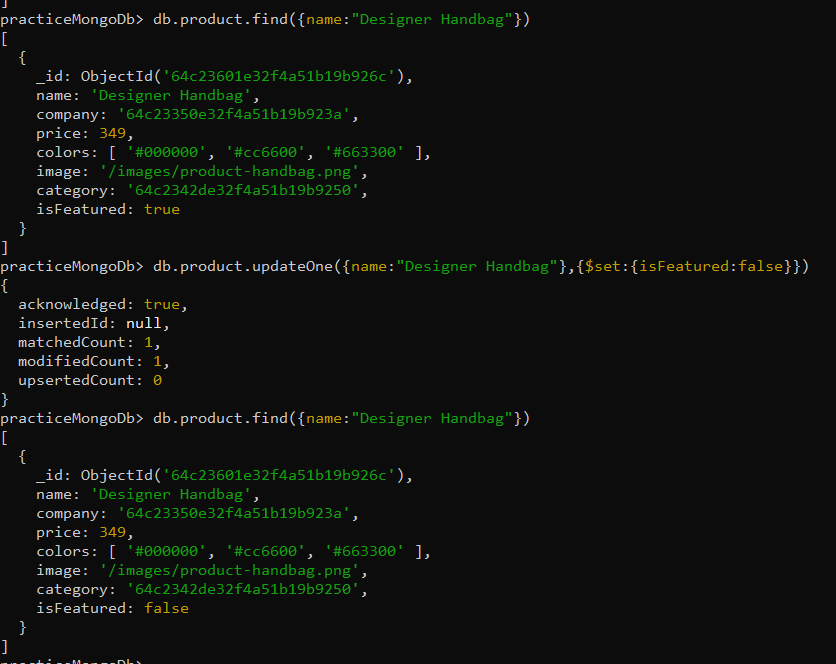 ]
practiceMongoDb> db.product.find({name:"Designer Handbag"})
[
  {
    _id: ObjectId('64c23601e32f4a51b19b926c'),
    name: 'Designer Handbag',
    company: '64c23350e32f4a51b19b923a',
    price: 349,
    colors: [ '#000000', '#cc6600', '#663300' ],
    image: '/images/product-handbag.png',
    category: '64c2342de32f4a51b19b9250',
    isFeatured: true
  }
]
practiceMongoDb> db.product.updateOne({name:"Designer Handbag"},{$set:{isFeatured:false}})
{
  acknowledged: true,
  insertedId: null,
  matchedCount: 1,
  modifiedCount: 1,
  upsertedCount: 0
}
practiceMongoDb> db.product.find({name:"Designer Handbag"})
[
  {
    _id: ObjectId('64c23601e32f4a51b19b926c'),
    name: 'Designer Handbag',
    company: '64c23350e32f4a51b19b923a',
    price: 349,
    colors: [ '#000000', '#cc6600', '#663300' ],
    image: '/images/product-handbag.png',
    category: '64c2342de32f4a51b19b9250',
    isFeatured: false
  }
]
practiceMongoDb>